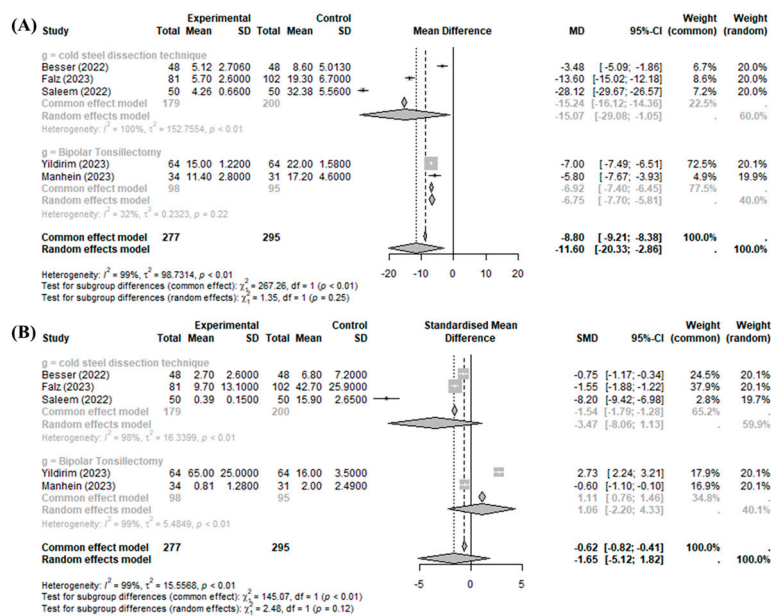 (A)
Experimental Control Weight Weight
Study Total Mean SD Total Mean SD Mean Difference MD 95%-CI (common) (random)
g = cold steel dissection technique
Besser (2022) 48 5.12 2.7060 48 8.60 5.0130 -3.48 [-5.09; -1.86] 6.7% 20.0%
Falz (2023) 81 5.70 2.6000 102 19.30 6.7000 -13.60 [-15.02; -12.18] 8.6% 20.0%
Saleem (2022) 50 4.26 0.6600 50 32.38 5.5600 -28.12 [-29.67; -26.57] 7.2% 20.0%
Common effect model 179 200 -15.24 [-16.12; -14.36] 22.5% .
Random effects model -15.07 [-29.08; -1.05] . 60.0%
Heterogeneity: I² = 100%, τ² = 152.7554, p < 0.01
g = Bipolar Tonsillectomy
Yildirim (2023) 64 15.00 1.2200 64 22.00 1.5800 -7.00 [-7.49; -6.51] 72.5% 20.1%
Manhein (2023) 34 11.40 2.8000 31 17.20 4.6000 -5.80 [-7.67; -3.93] 4.9% 19.9%
Common effect model 98 95 -6.92 [-7.40; -6.45] 77.5% .
Random effects model -6.75 [-7.70; -5.81] . 40.0%
Heterogeneity: I² = 32%, τ² = 0.2323, p = 0.22
Common effect model 277 295 -8.80 [-9.21; -8.38] 100.0% .
Random effects model -11.60 [-20.33; -2.86] . 100.0%
-20 -10 0 10 20
Heterogeneity: I² = 99%, τ² = 98.7314, p < 0.01
Test for subgroup differences (common effect): χ²₁ = 267.26, df = 1 (p < 0.01)
Test for subgroup differences (random effects): χ²₁ = 1.35, df = 1 (p = 0.25)
(B)
Experimental Control Standardised Mean Weight Weight
Study Total Mean SD Total Mean SD Difference SMD 95%-CI (common) (random)
g = cold steel dissection technique
Besser (2022) 48 2.70 2.6000 48 6.80 7.2000 -0.75 [-1.17; -0.34] 24.5% 20.1%
Falz (2023) 81 9.70 13.1000 102 42.70 25.9000 -1.55 [-1.88; -1.22] 37.9% 20.1%
Saleem (2022) 50 0.39 0.1500 50 15.90 2.6500 -8.20 [-9.42; -6.98] 2.8% 19.7%
Common effect model 179 200 -1.54 [-1.79; -1.28] 65.2% .
Random effects model -3.47 [-8.06; 1.13] . 59.9%
Heterogeneity: I² = 98%, τ² = 16.3399, p < 0.01
g = Bipolar Tonsillectomy
Yildirim (2023) 64 65.00 25.0000 64 16.00 3.5000 2.73 [2.24; 3.21] 17.9% 20.1%
Manhein (2023) 34 0.81 1.2800 31 2.00 2.4900 -0.60 [-1.10; -0.10] 16.9% 20.1%
Common effect model 98 95 1.11 [0.76; 1.46] 34.8% .
Random effects model 1.06 [-2.20; 4.33] . 40.1%
Heterogeneity: I² = 99%, τ² = 5.4849, p < 0.01
Common effect model 277 295 -0.62 [-0.82; -0.41] 100.0% .
Random effects model -1.65 [-5.12; 1.82] . 100.0%
-5 0 5
Heterogeneity: I² = 99%, τ² = 15.5568, p < 0.01
Test for subgroup differences (common effect): χ²₁ = 145.07, df = 1 (p < 0.01)
Test for subgroup differences (random effects): χ²₁ = 2.48, df = 1 (p = 0.12)